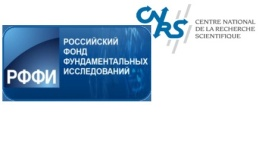 CNRS
CENTRE NATIONAL
DE LA RECHERCHE
SCIENTIFIQUE
РОССИЙСКИЙ
ФОНД
ФУНДАМЕНТАЛЬНЫХ
ИССЛЕДОВАНИЙ
РФФИ